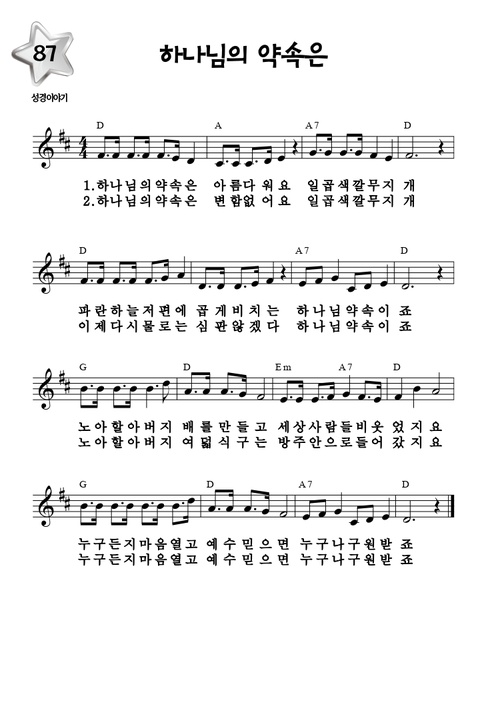 87
하나님의 약속은
성경이야기
D A A7 D
4
4
1.하나님의약속은 아름다워요 일곱색깔무지개
2.하나님의약속은 변함없어요 일곱색깔무지개
D D A7 D
파란하늘저편에 곱게비치는 하나님약속이죠
이제다시물로는 심판않겠다 하나님약속이죠
G D Em A7 D
노아할아버지 배를만들고 세상사람들비웃었지요
노아할아버지 여덟식구는 방주안으로들어갔지요
G D A7 D
누구든지마음열고 예수믿으면 누구나구원받죠
누구든지마음열고 예수믿으면 누구나구원받죠